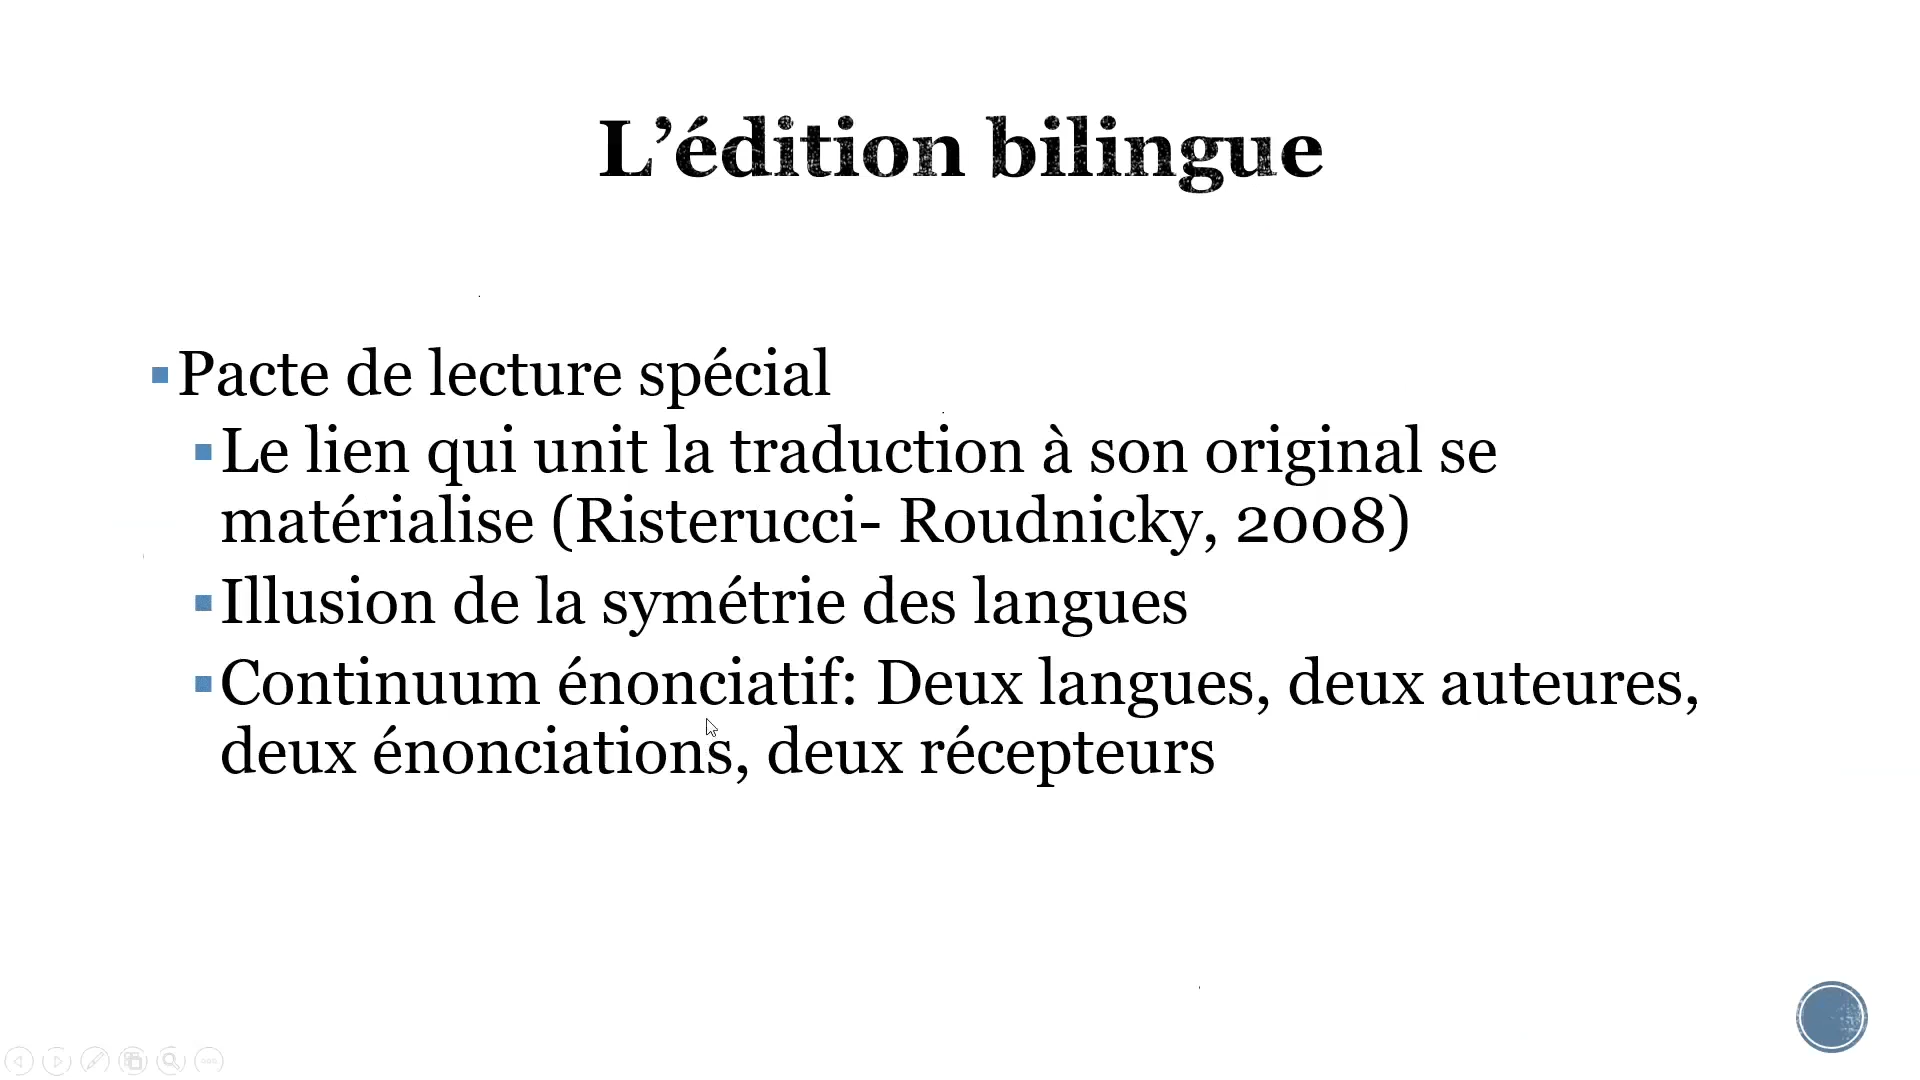 L’édition bilingue
Pacte de lecture spécial
Le lien qui unit la traduction à son original se
matérialise (Risterucci- Roudnicky, 2008)
Illusion de la symétrie des langues
Continuum énonciatif: Deux langues, deux auteures,
deux énonciations, deux récepteurs